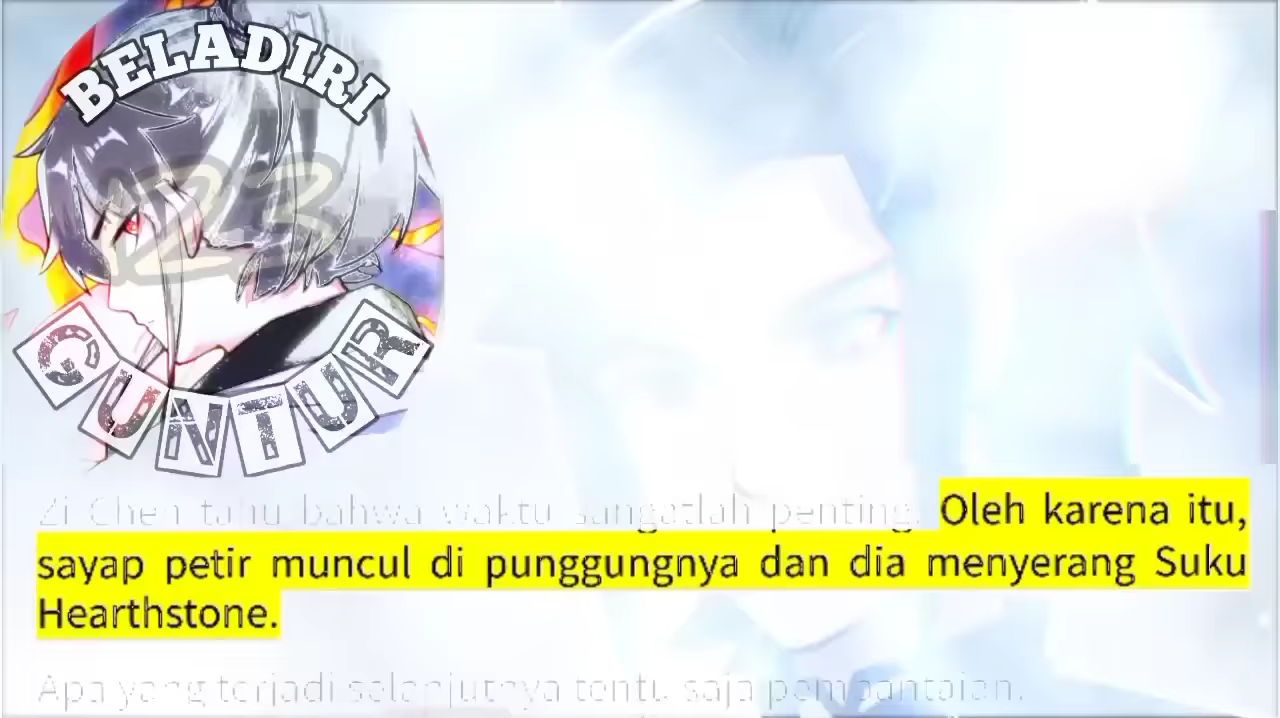 BELADIRI
23
GUNTUR
Zi Chen tahu bahwa waktu sangatlah penting. Oleh karena itu,
sayap petir muncul di punggungnya dan dia menyerang Suku
Hearthstone.
Apa yang terjadi selanjutnya tentu saja pembantaian.